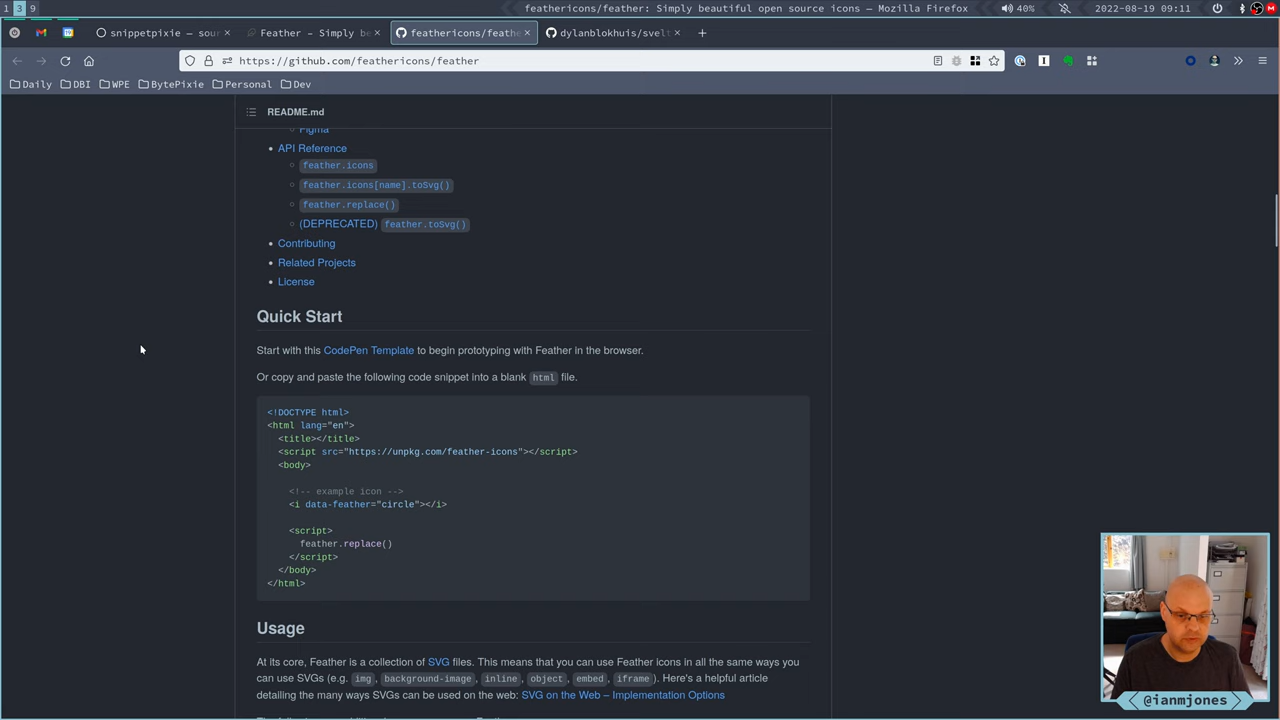 1 3 9 feathericons/feather: Simply beautiful open source icons — Mozilla Firefox 40% 2022-08-19 09:11
snippetpixie — sour × Feather – Simply be × feathericons/feathe × dylanblokhuis/svelt × +
https://github.com/feathericons/feather
Daily DBI WPE BytePixie Personal Dev
README.md
Figma
API Reference
feather.icons
feather.icons[name].toSvg()
feather.replace()
(DEPRECATED) feather.toSvg()
Contributing
Related Projects
License
Quick Start
Start with this CodePen Template to begin prototyping with Feather in the browser.
Or copy and paste the following code snippet into a blank html file.
<!DOCTYPE html>
<html lang="en">
<title></title>
<script src="https://unpkg.com/feather-icons"></script>
<body>
<!-- example icon -->
<i data-feather="circle"></i>
<script>
feather.replace()
</script>
</body>
</html>
Usage
At its core, Feather is a collection of SVG files. This means that you can use Feather icons in all the same ways you
can use SVGs (e.g. img, background-image, inline, object, embed, iframe). Here's a helpful article
detailing the many ways SVGs can be used on the web: SVG on the Web – Implementation Options
@ianmjones